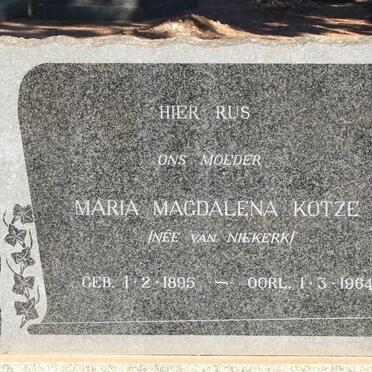 HIER RUS
ONS MOEDER
MARIA MAGDALENA KOTZE
/NEE VAN NIEKERK/
GEB. 1·2·1895 — OORL. 1·3·1964